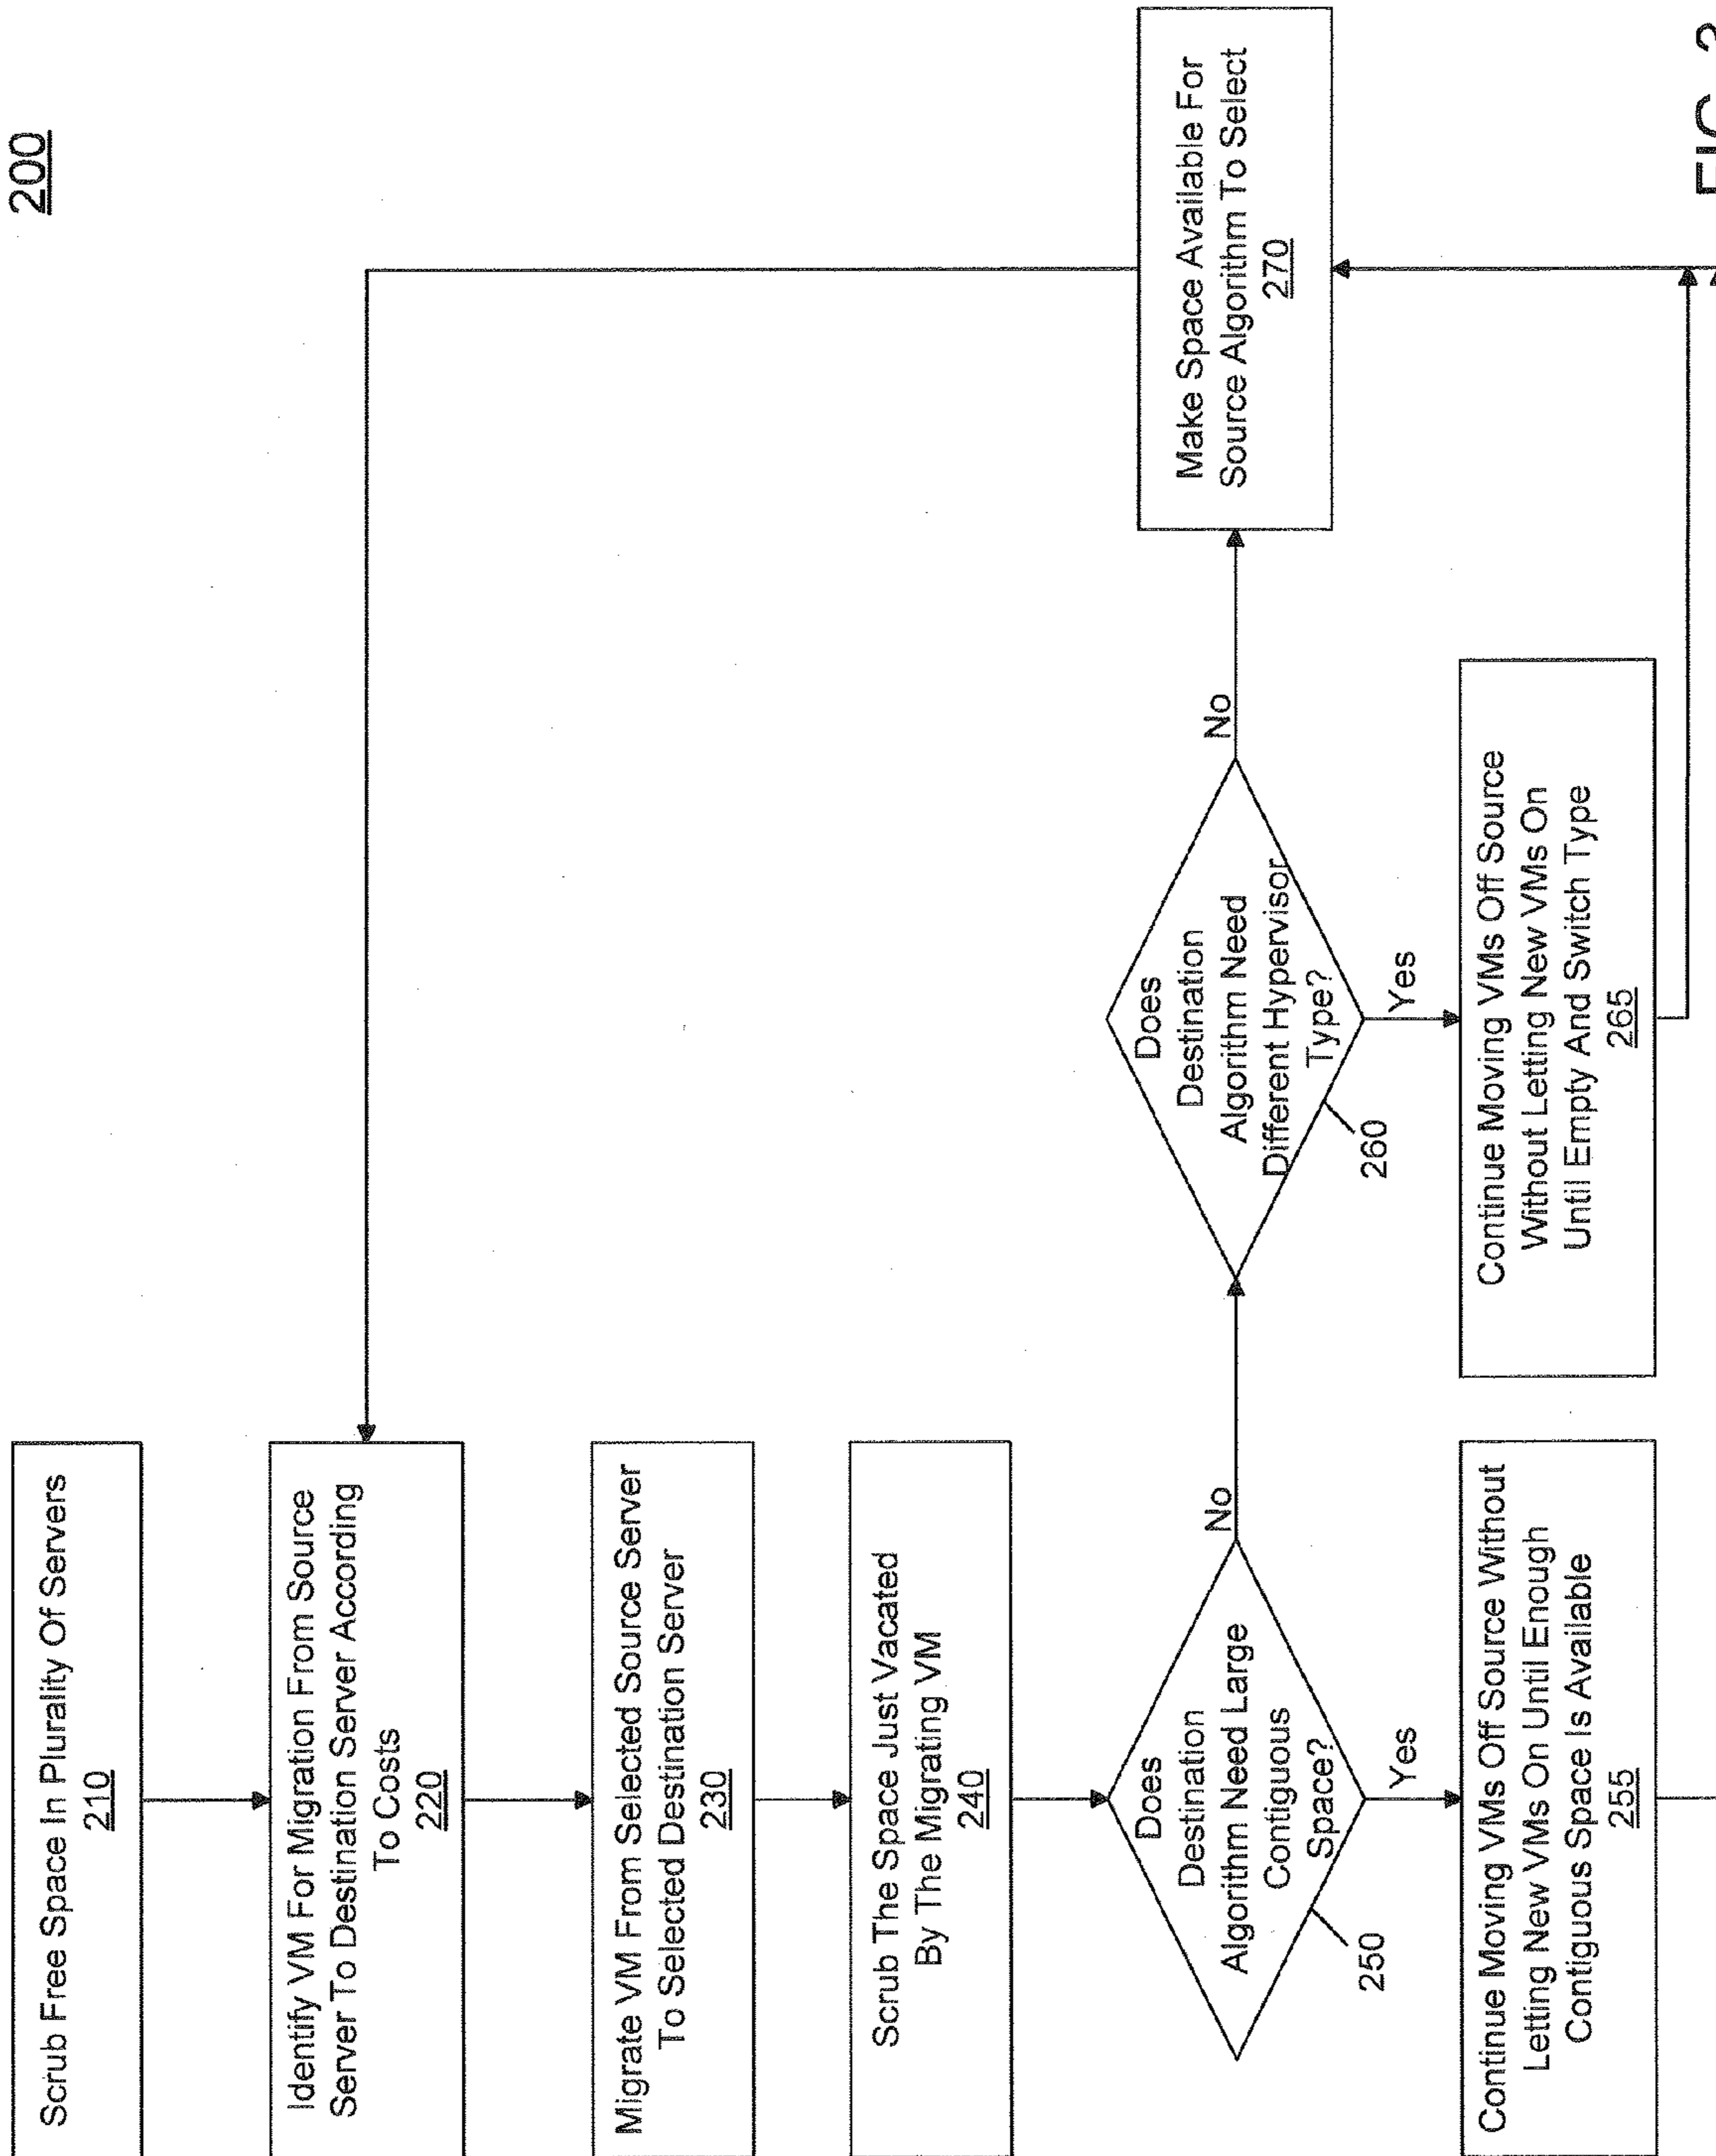 200
Scrub Free Space In Plurality Of Servers
210
Identify VM For Migration From Source
Server To Destination Server According
To Costs
220
Migrate VM From Selected Source Server
To Selected Destination Server
230
Scrub The Space Just Vacated
By The Migrating VM
240
Does
Destination
Algorithm Need Large
Contiguous
Space?
250
No
Yes
Continue Moving VMs Off Source Without
Letting New VMs On Until Enough
Contiguous Space Is Available
255
Does
Destination
Algorithm Need
Different Hypervisor
Type?
260
No
Yes
Continue Moving VMs Off Source
Without Letting New VMs On
Until Empty And Switch Type
265
Make Space Available For
Source Algorithm To Select
270